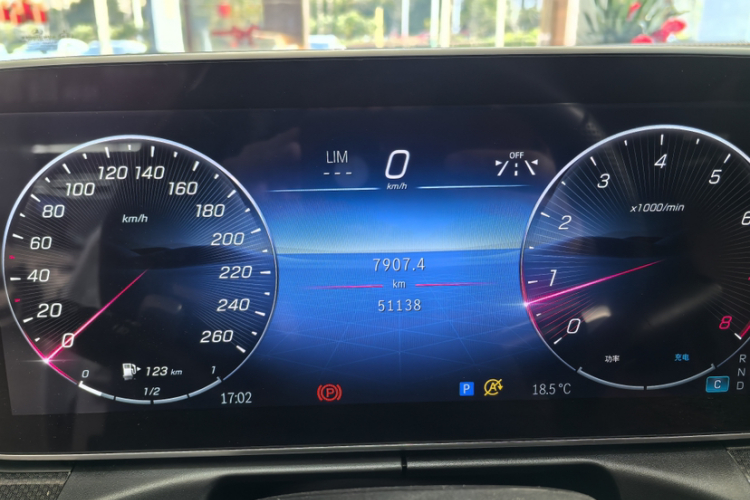 LIM
---
0
km/h
OFF
7907.4
km
51138
0
20
40
60
80
100
120
140
160
180
200
220
240
260
km/h
123 km
0
1/2
1
17:02
P
P
A
18.5°C
0
1
2
3
4
5
6
8
x1000/min
功率
充电
R
N
D
C